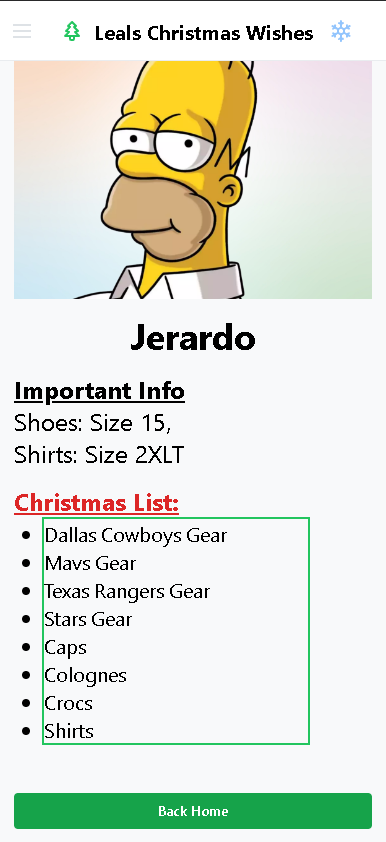 Leals Christmas Wishes
Jerardo
Important Info
Shoes: Size 15,
Shirts: Size 2XLT
Christmas List:
Dallas Cowboys Gear
Mavs Gear
Texas Rangers Gear
Stars Gear
Caps
Colognes
Crocs
Shirts
Back Home